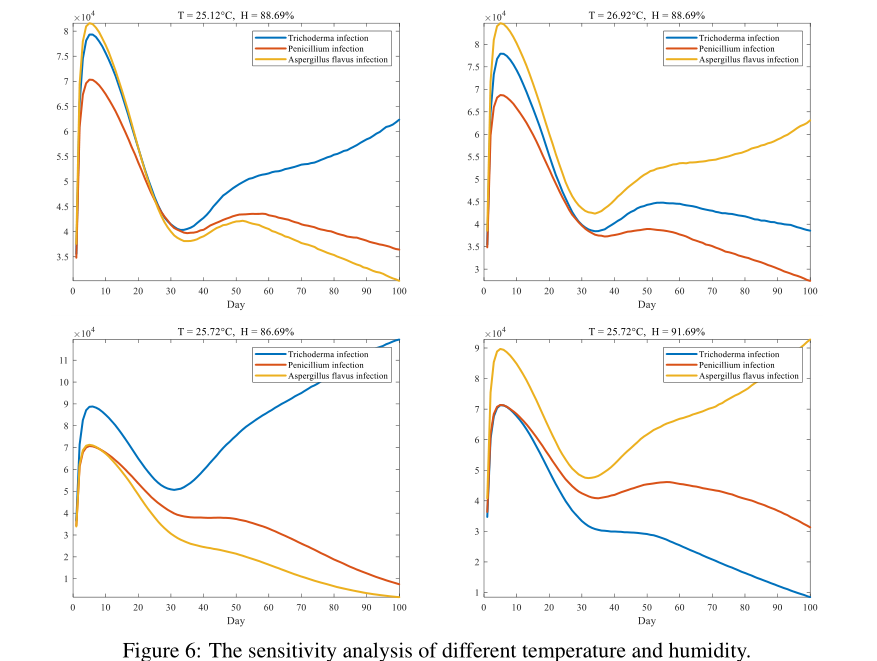 T = 25.12°C, H = 88.69%
×10⁴
8
7.5
7
6.5
6
5.5
5
4.5
4
3.5
0 10 20 30 40 50 60 70 80 90 100
Day
Trichoderma infection
Penicillium infection
Aspergillus flavus infection
T = 26.92°C, H = 88.69%
×10⁴
8
7.5
7
6.5
6
5.5
5
4.5
4
3.5
3
0 10 20 30 40 50 60 70 80 90 100
Day
Trichoderma infection
Penicillium infection
Aspergillus flavus infection
T = 25.72°C, H = 86.69%
×10⁴
11
10
9
8
7
6
5
4
3
2
1
0 10 20 30 40 50 60 70 80 90 100
Day
Trichoderma infection
Penicillium infection
Aspergillus flavus infection
T = 25.72°C, H = 91.69%
×10⁴
9
8
7
6
5
4
3
2
1
0 10 20 30 40 50 60 70 80 90 100
Day
Trichoderma infection
Penicillium infection
Aspergillus flavus infection
Figure 6: The sensitivity analysis of different temperature and humidity.